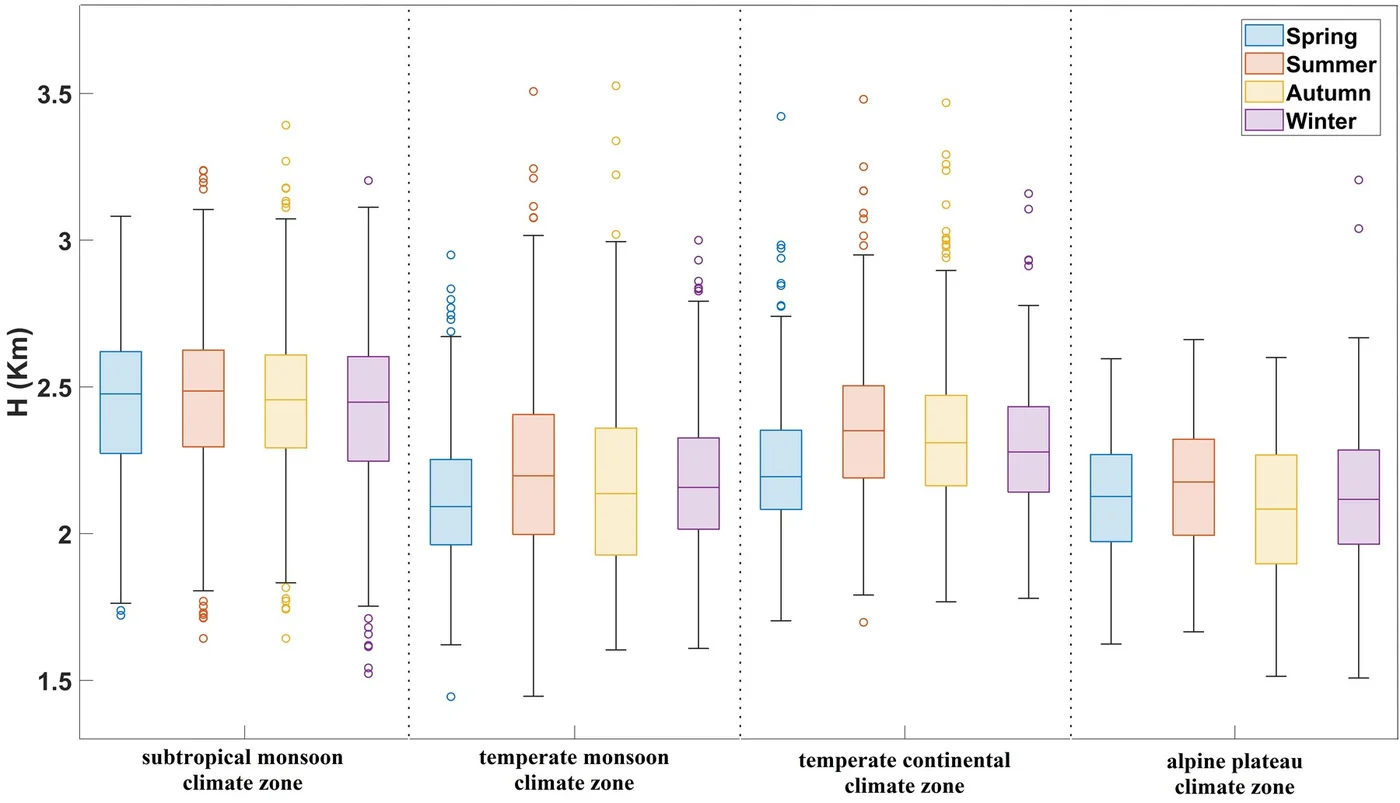 Spring
Summer
Autumn
Winter
H (Km)
3.5
3
2.5
2
1.5
subtropical monsoon
climate zone
temperate monsoon
climate zone
temperate continental
climate zone
alpine plateau
climate zone